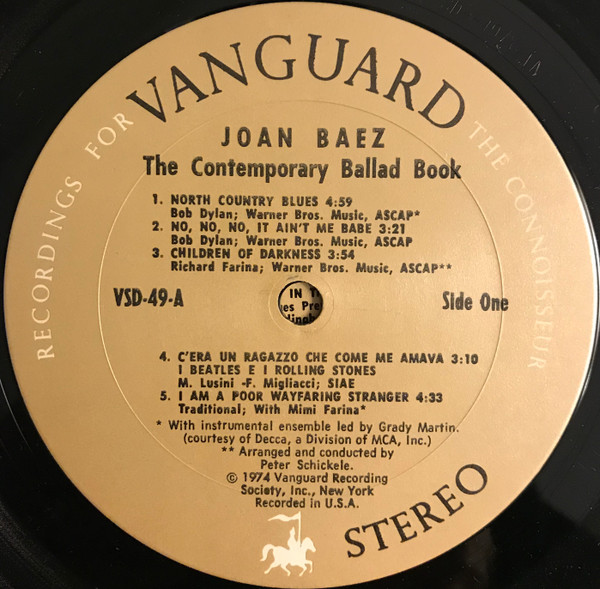 RECORDINGS FOR VANGUARD THE CONNOISSEUR
JOAN BAEZ
The Contemporary Ballad Book
1. NORTH COUNTRY BLUES 4:59
Bob Dylan; Warner Bros. Music, ASCAP*
2. NO, NO, NO, IT AIN'T ME BABE 3:21
Bob Dylan; Warner Bros. Music, ASCAP
3. CHILDREN OF DARKNESS 3:54
Richard Farina; Warner Bros. Music, ASCAP**
VSD-49-A
IN
Side One
4. C'ERA UN RAGAZZO CHE COME ME AMAVA 3:10
I BEATLES E I ROLLING STONES
M. Lusini -F. Migliacci; SIAE
5. I AM A POOR WAYFARING STRANGER 4:33
Traditional; With Mimi Farina*
* With instrumental ensemble led by Grady Martin.
(courtesy of Decca, a Division of MCA, Inc.)
** Arranged and conducted by
Peter Schickele.
© 1974 Vanguard Recording
Society, Inc., New York
Recorded in U.S.A.
STEREO